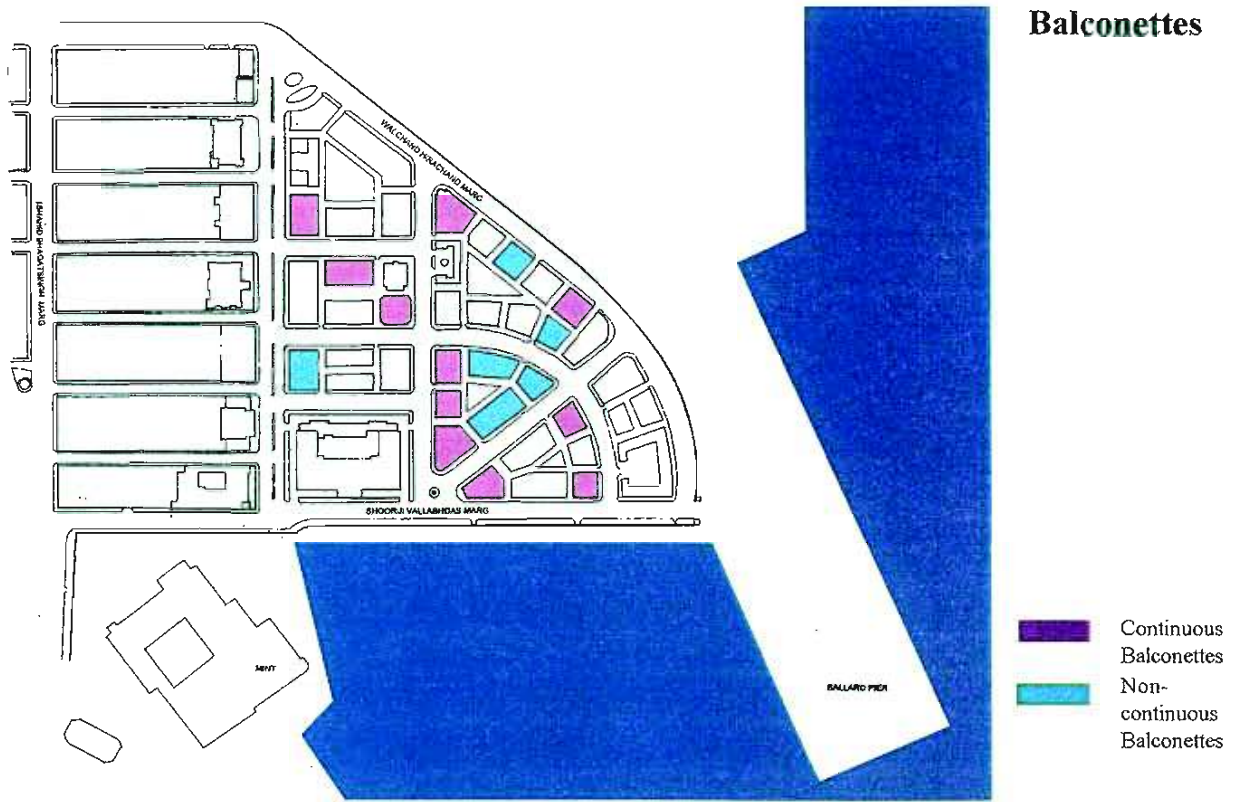 Balconettes
WALCHAND HIRACHAND MARG
SHOORJI VALLABHDAS MARG
MINT
BALLARD PIER
Continuous
Balconettes
Non-
continuous
Balconettes